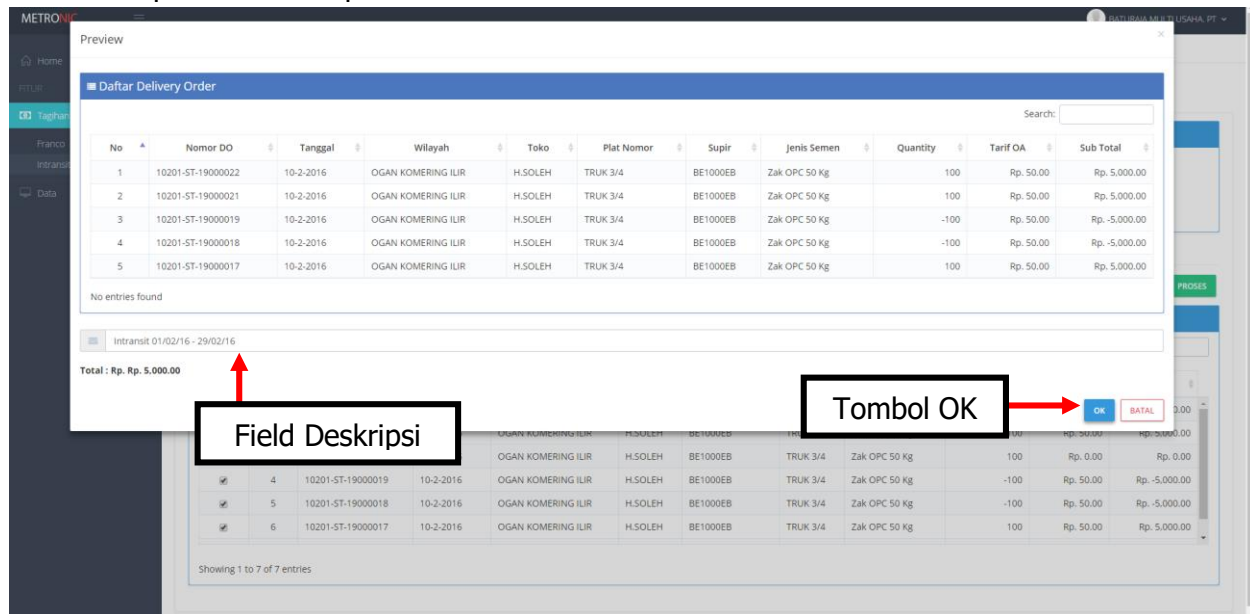 METRONIC
BATURAJA MULTI USAHA, PT
Preview
×
Home
FITUR
Tagihan
Franco
Intransit
Data
Daftar Delivery Order
Search:
No Nomor DO Tanggal Wilayah Toko Plat Nomor Supir Jenis Semen Quantity Tarif OA Sub Total
1 10201-ST-19000022 10-2-2016 OGAN KOMERING ILIR H.SOLEH TRUK 3/4 BE1000EB Zak OPC 50 Kg 100 Rp. 50.00 Rp. 5,000.00
2 10201-ST-19000021 10-2-2016 OGAN KOMERING ILIR H.SOLEH TRUK 3/4 BE1000EB Zak OPC 50 Kg 100 Rp. 50.00 Rp. 5,000.00
3 10201-ST-19000019 10-2-2016 OGAN KOMERING ILIR H.SOLEH TRUK 3/4 BE1000EB Zak OPC 50 Kg -100 Rp. 50.00 Rp. -5,000.00
4 10201-ST-19000018 10-2-2016 OGAN KOMERING ILIR H.SOLEH TRUK 3/4 BE1000EB Zak OPC 50 Kg -100 Rp. 50.00 Rp. -5,000.00
5 10201-ST-19000017 10-2-2016 OGAN KOMERING ILIR H.SOLEH TRUK 3/4 BE1000EB Zak OPC 50 Kg 100 Rp. 50.00 Rp. 5,000.00
No entries found
PROSES
Intransit 01/02/16 - 29/02/16
Total : Rp. Rp. 5,000.00
Field Deskripsi
Tombol OK
OK BATAL
OGAN KOMERING ILIR H.SOLEH BE1000EB Rp. 50.00 Rp. 5,000.00
OGAN KOMERING ILIR H.SOLEH BE1000EB TRUK 3/4 Zak OPC 50 Kg 100 Rp. 0.00 Rp. 0.00
4 10201-ST-19000019 10-2-2016 OGAN KOMERING ILIR H.SOLEH BE1000EB TRUK 3/4 Zak OPC 50 Kg -100 Rp. 50.00 Rp. -5,000.00
5 10201-ST-19000018 10-2-2016 OGAN KOMERING ILIR H.SOLEH BE1000EB TRUK 3/4 Zak OPC 50 Kg -100 Rp. 50.00 Rp. -5,000.00
6 10201-ST-19000017 10-2-2016 OGAN KOMERING ILIR H.SOLEH BE1000EB TRUK 3/4 Zak OPC 50 Kg 100 Rp. 50.00 Rp. 5,000.00
Showing 1 to 7 of 7 entries